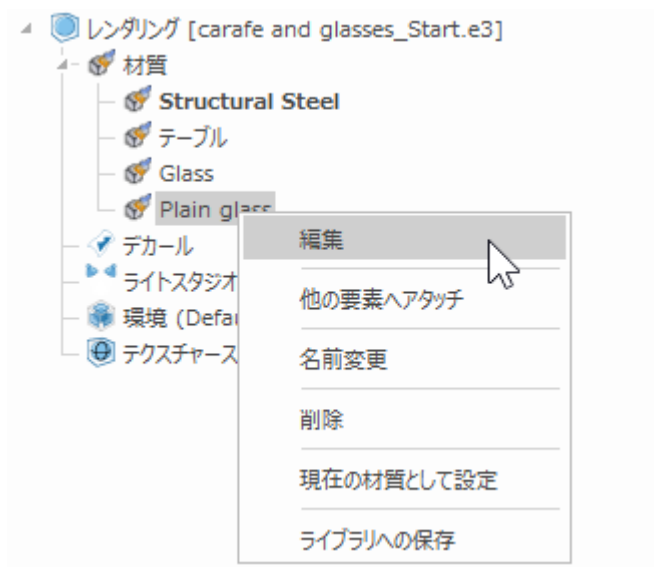 レンダリング [carafe and glasses_Start.e3]
材質
Structural Steel
テーブル
Glass
Plain glass
編集
デカール
ライトスタジオ
他の要素へアタッチ
環境 (Defau
テクスチャース
名前変更
削除
現在の材質として設定
ライブラリへの保存